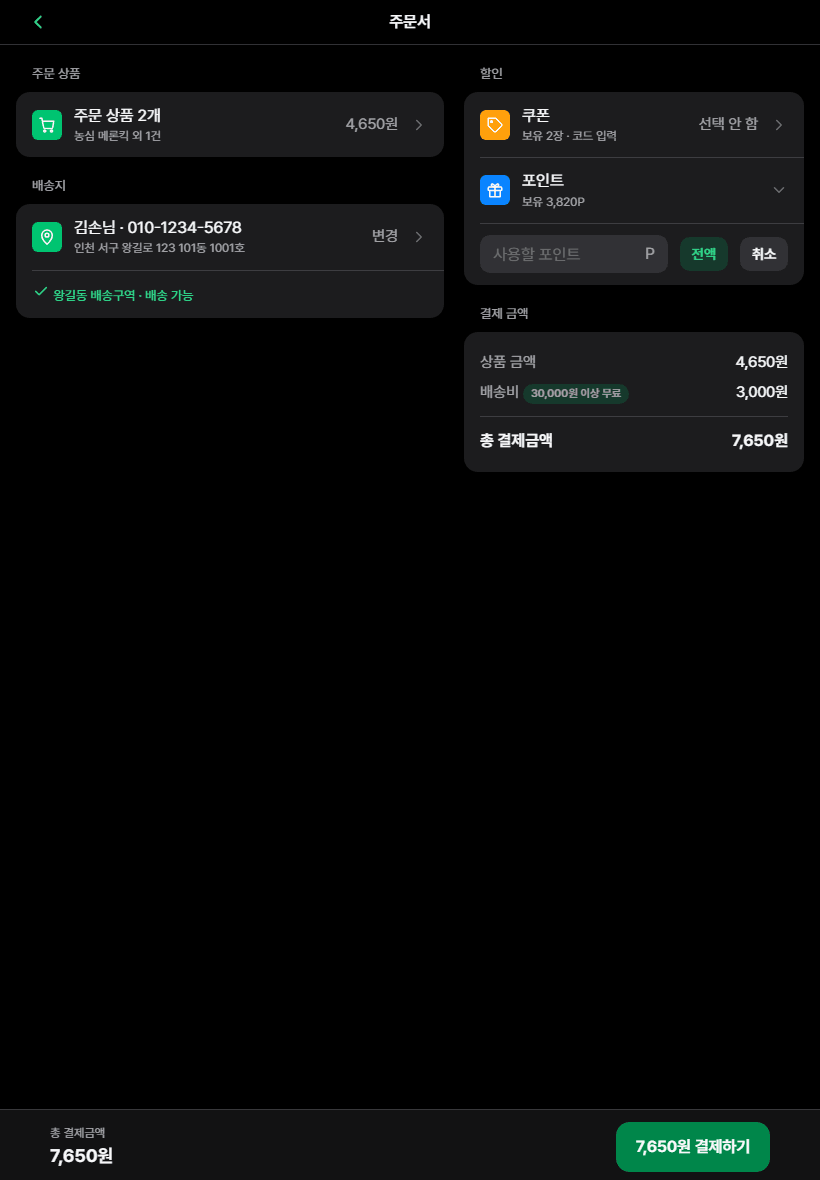 주문서
주문 상품
주문 상품 2개
농심 메론킥 외 1건
4,650원
배송지
김손님 · 010-1234-5678
인천 서구 왕길로 123 101동 1001호
변경
왕길동 배송구역 · 배송 가능
할인
쿠폰
보유 2장 · 코드 입력
선택 안 함
포인트
보유 3,820P
사용할 포인트 P
전액
취소
결제 금액
상품 금액 4,650원
배송비 30,000원 이상 무료 3,000원
총 결제금액 7,650원
총 결제금액
7,650원
7,650원 결제하기